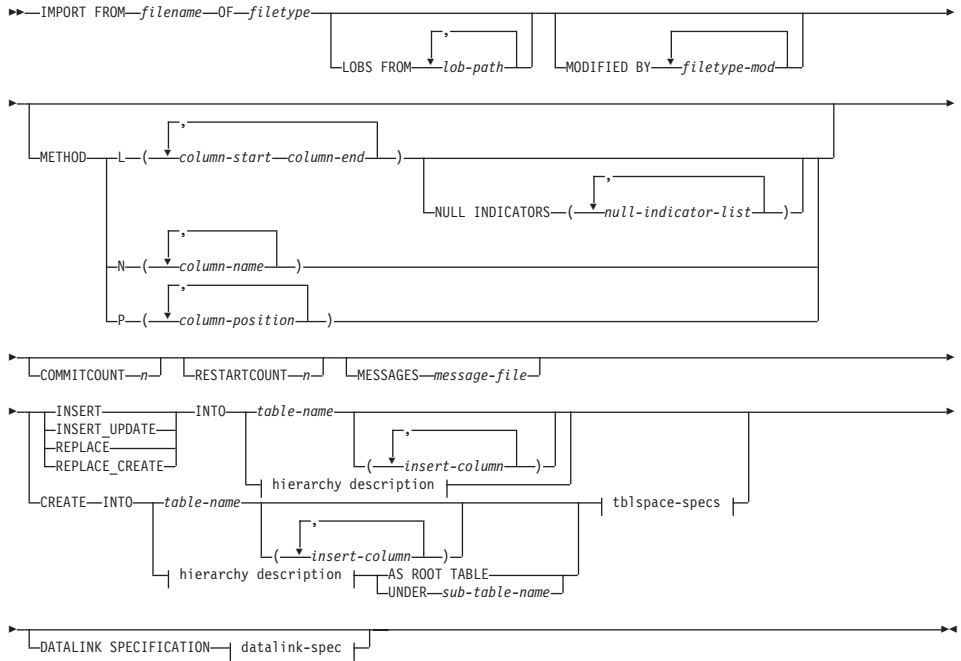 IMPORT FROM filename OF filetype
,
LOBS FROM lob-path MODIFIED BY filetype-mod
,
METHOD L ( column-start column-end )
,
NULL INDICATORS ( null-indicator-list )
,
N ( column-name )
,
P ( column-position )
COMMITCOUNT n RESTARTCOUNT n MESSAGES message-file
INSERT INTO table-name
INSERT_UPDATE ,
REPLACE ( insert-column )
REPLACE_CREATE hierarchy description
CREATE INTO table-name tblspace-specs
,
( insert-column )
hierarchy description AS ROOT TABLE
UNDER sub-table-name
DATALINK SPECIFICATION datalink-spec